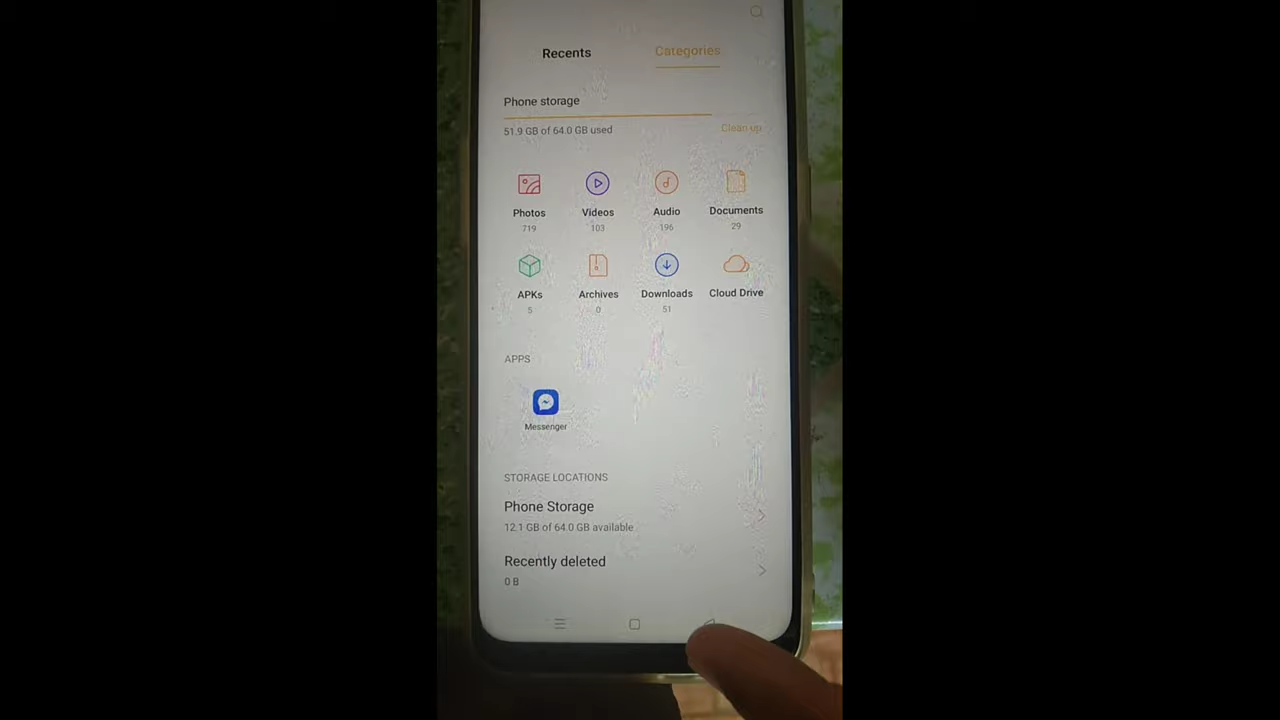 Recents Categories
Phone storage
51.9 GB of 64.0 GB used Clean up
Photos Videos Audio Documents
719 103 196 29
APKs Archives Downloads Cloud Drive
5 0 51
APPS
Messenger
STORAGE LOCATIONS
Phone Storage
12.1 GB of 64.0 GB available
Recently deleted
0 B